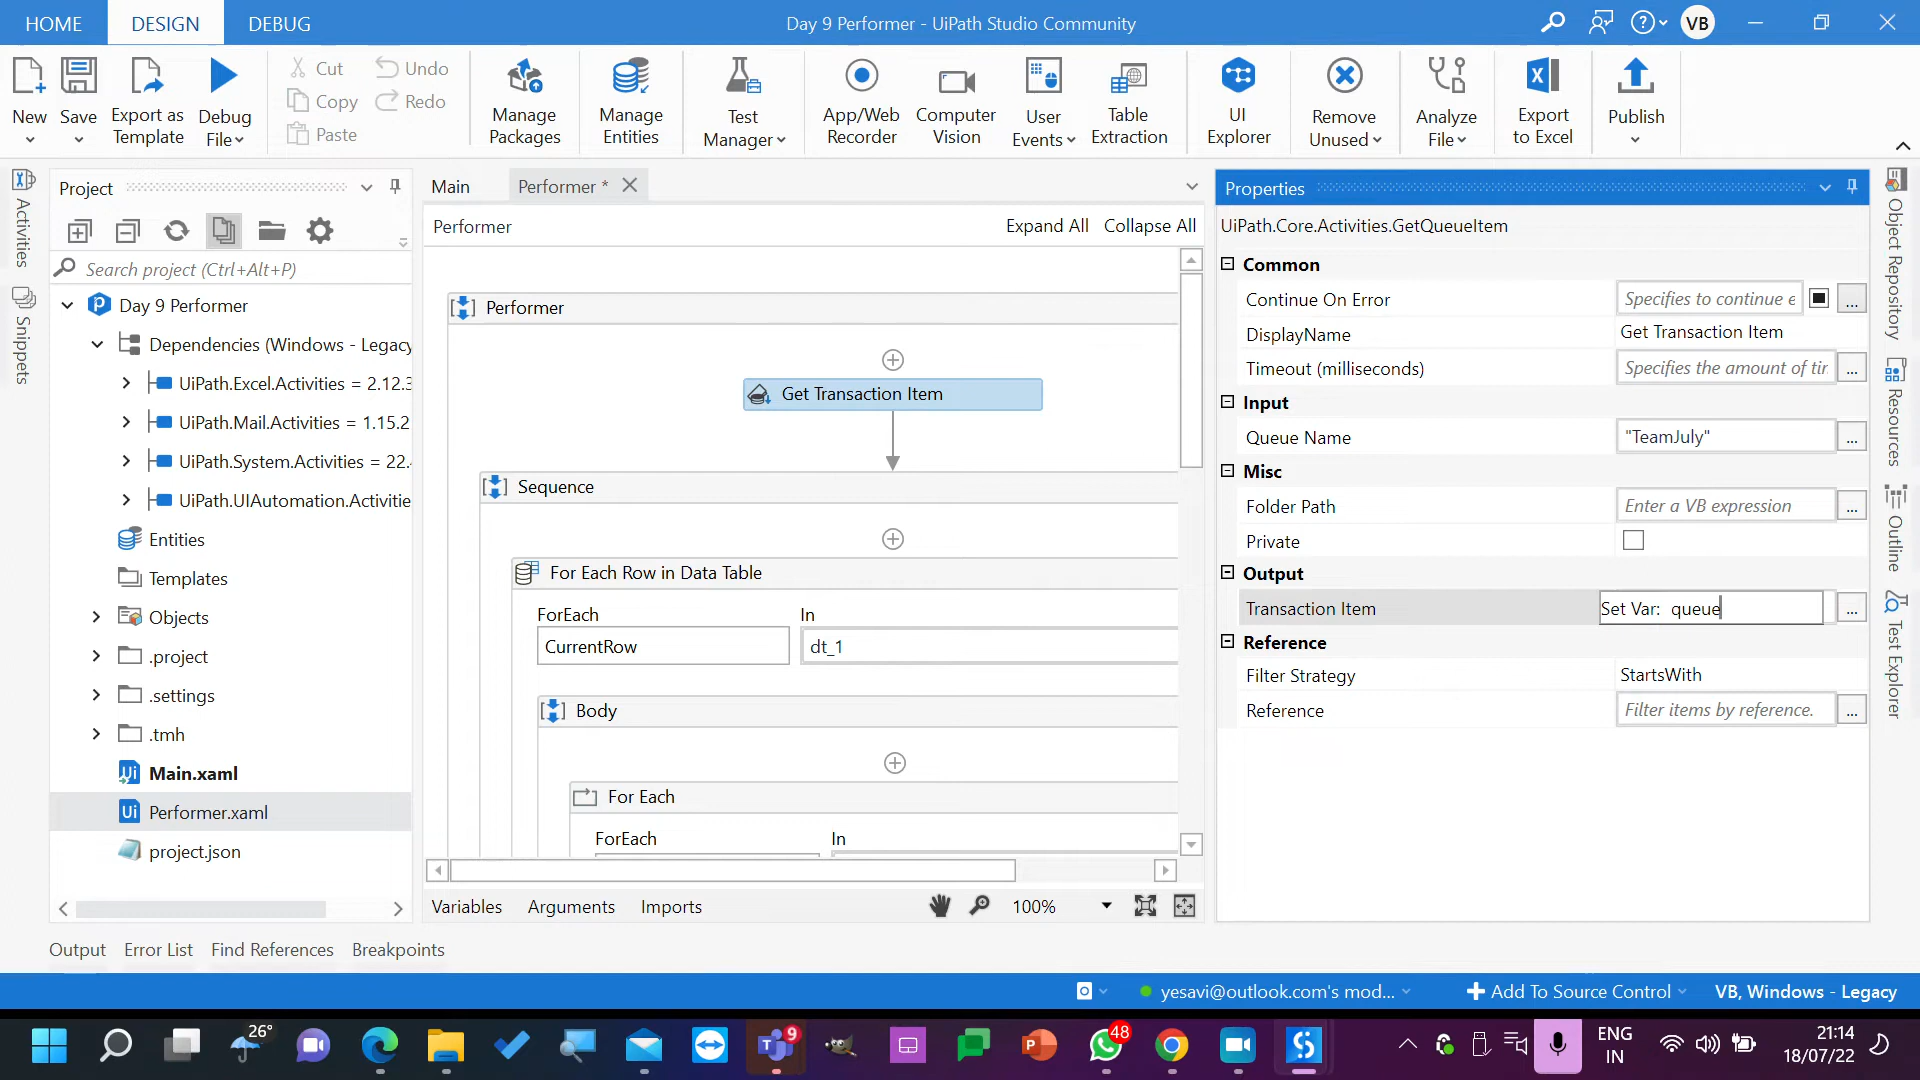 HOME
DESIGN
DEBUG
Day 9 Performer - UiPath Studio Community
VB
New
Save
Export as Template
Debug File
Cut
Copy
Paste
Undo
Redo
Manage Packages
Manage Entities
Test Manager
App/Web Recorder
Computer Vision
User Events
Table Extraction
UI Explorer
Remove Unused
Analyze File
Export to Excel
Publish
Activities
Snippets
Project
Search project (Ctrl+Alt+P)
Day 9 Performer
Dependencies (Windows - Legacy
UiPath.Excel.Activities = 2.12.3
UiPath.Mail.Activities = 1.15.2
UiPath.System.Activities = 22.4
UiPath.UIAutomation.Activitie
Entities
Templates
Objects
.project
.settings
.tmh
Main.xaml
Performer.xaml
project.json
Main
Performer *
Performer
Expand All
Collapse All
Performer
Get Transaction Item
Sequence
For Each Row in Data Table
ForEach
In
CurrentRow
dt_1
Body
For Each
ForEach
In
Variables
Arguments
Imports
100%
Properties
UiPath.Core.Activities.GetQueueItem
Common
Continue On Error
Specifies to continue e
...
DisplayName
Get Transaction Item
Timeout (milliseconds)
Specifies the amount of tir
...
Input
Queue Name
"TeamJuly"
...
Misc
Folder Path
Enter a VB expression
...
Private
Output
Transaction Item
Set Var: queue
...
Reference
Filter Strategy
StartsWith
Reference
Filter items by reference.
...
Object Repository
Resources
Outline
Test Explorer
Output
Error List
Find References
Breakpoints
yesavi@outlook.com's mod...
Add To Source Control
VB, Windows - Legacy
26°
9
48
ENG
IN
21:14
18/07/22